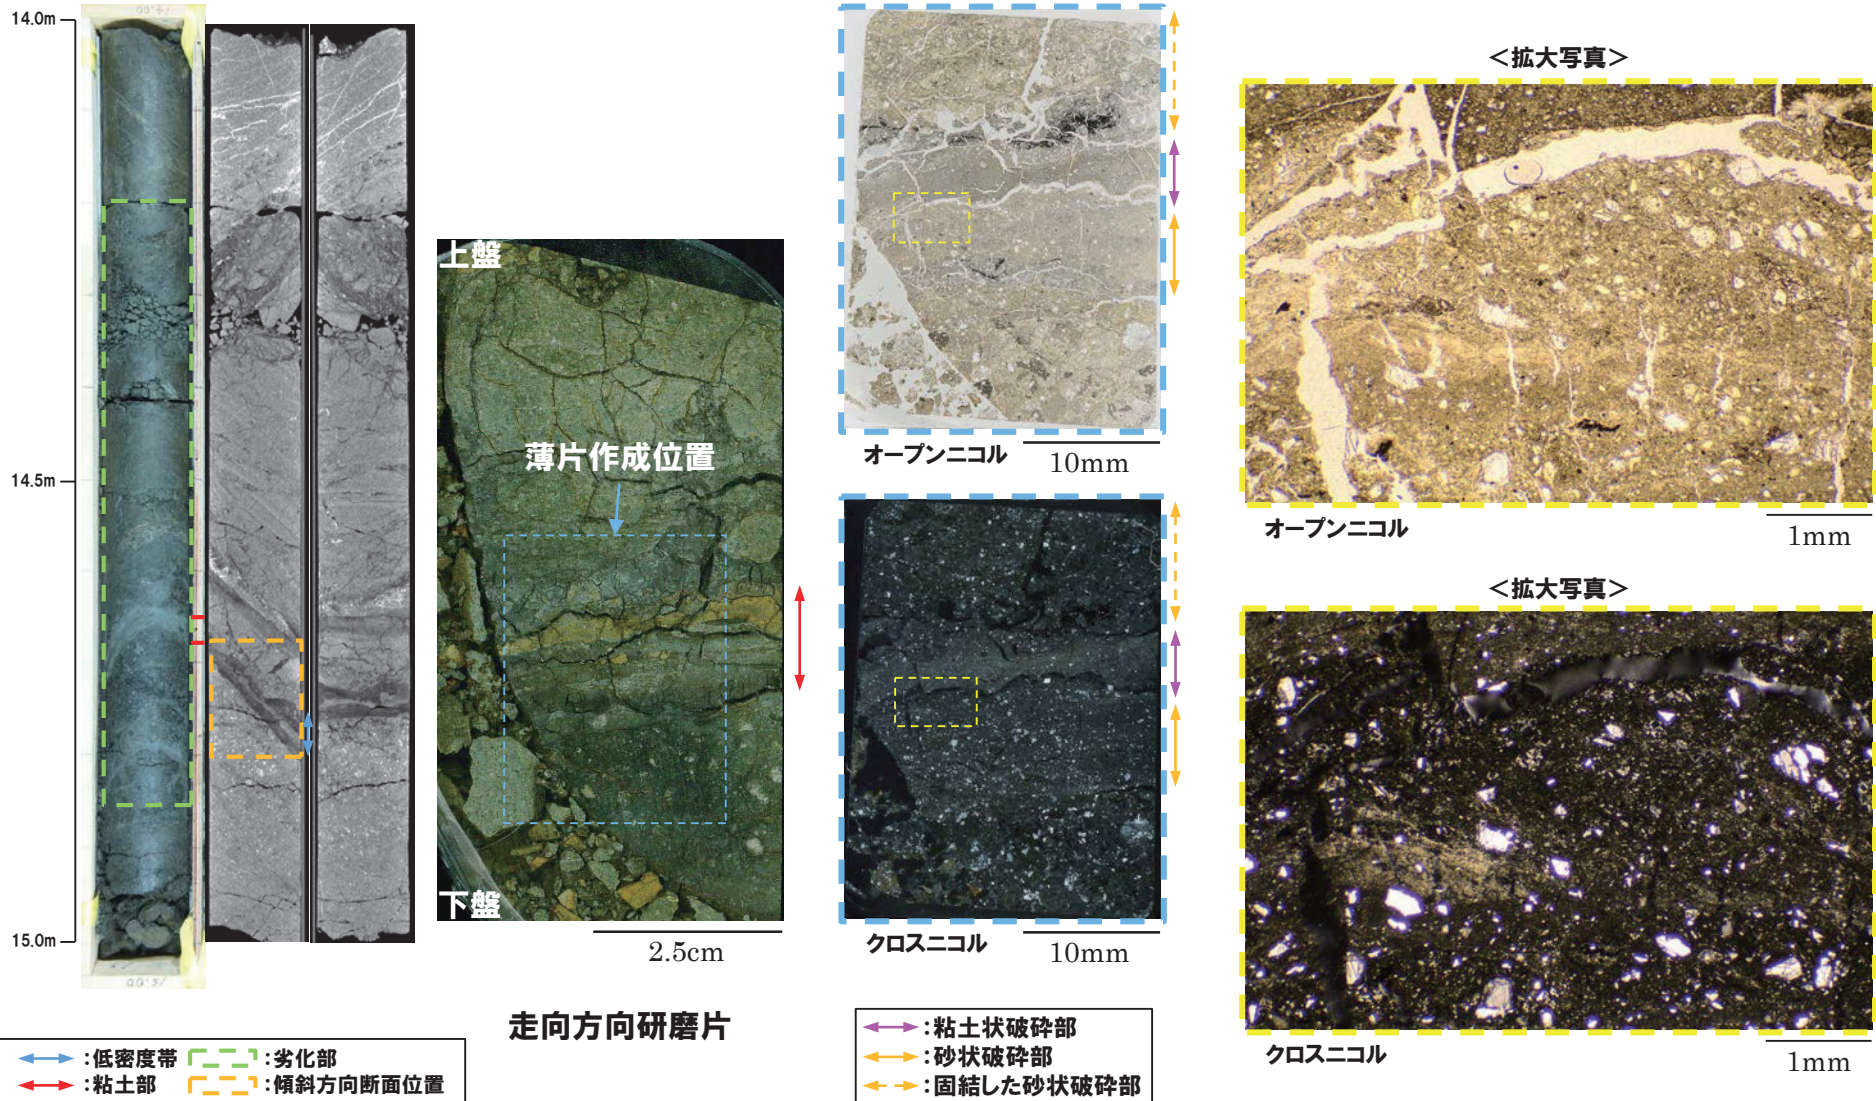 14.0m
14.00
14.5m
15.0m
15.00
上盤
薄片作成位置
下盤
2.5cm
走向方向研磨片
オープンニコル
10mm
クロスニコル
10mm
<拡大写真>
オープンニコル
1mm
<拡大写真>
クロスニコル
1mm
:低密度帯
:劣化部
:粘土部
:傾斜方向断面位置
:粘土状破砕部
:砂状破砕部
:固結した砂状破砕部